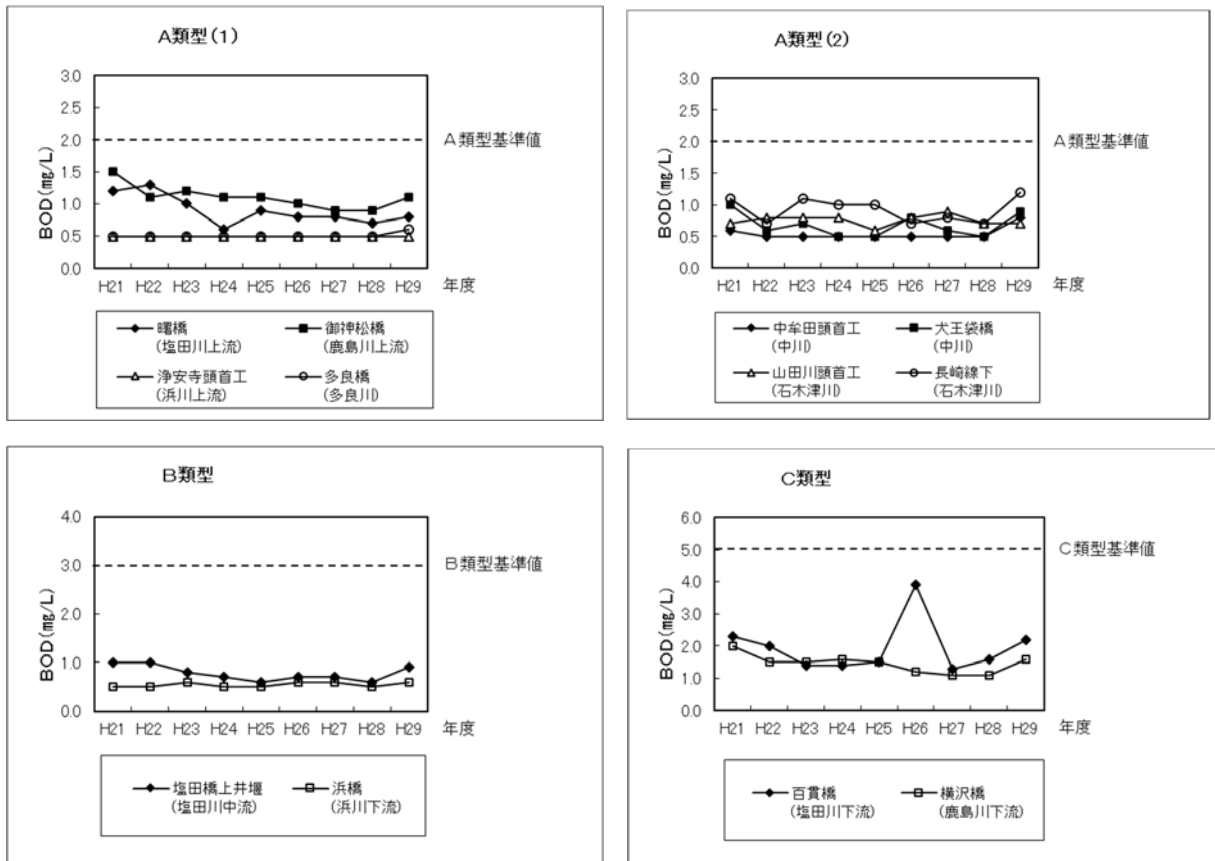 A類型(1)
3.0
2.5
2.0
1.5
1.0
0.5
0.0
BOD(㎎/L)
A類型基準値
H21 H22 H23 H24 H25 H26 H27 H28 H29
年度
曙橋
(塩田川上流)
御神松橋
(鹿島川上流)
浄安寺頭首工
(浜川上流)
多良橋
(多良川)
A類型(2)
3.0
2.5
2.0
1.5
1.0
0.5
0.0
BOD(㎎/L)
A類型基準値
H21 H22 H23 H24 H25 H26 H27 H28 H29
年度
中牟田頭首工
(中川)
犬王袋橋
(中川)
山田川頭首工
(石木津川)
長崎線下
(石木津川)
B類型
4.0
3.0
2.0
1.0
0.0
BOD(㎎/L)
B類型基準値
H21 H22 H23 H24 H25 H26 H27 H28 H29
年度
塩田橋上井堰
(塩田川中流)
浜橋
(浜川下流)
C類型
6.0
5.0
4.0
3.0
2.0
1.0
0.0
BOD(㎎/L)
C類型基準値
H21 H22 H23 H24 H25 H26 H27 H28 H29
年度
百貫橋
(塩田川下流)
横沢橋
(鹿島川下流)